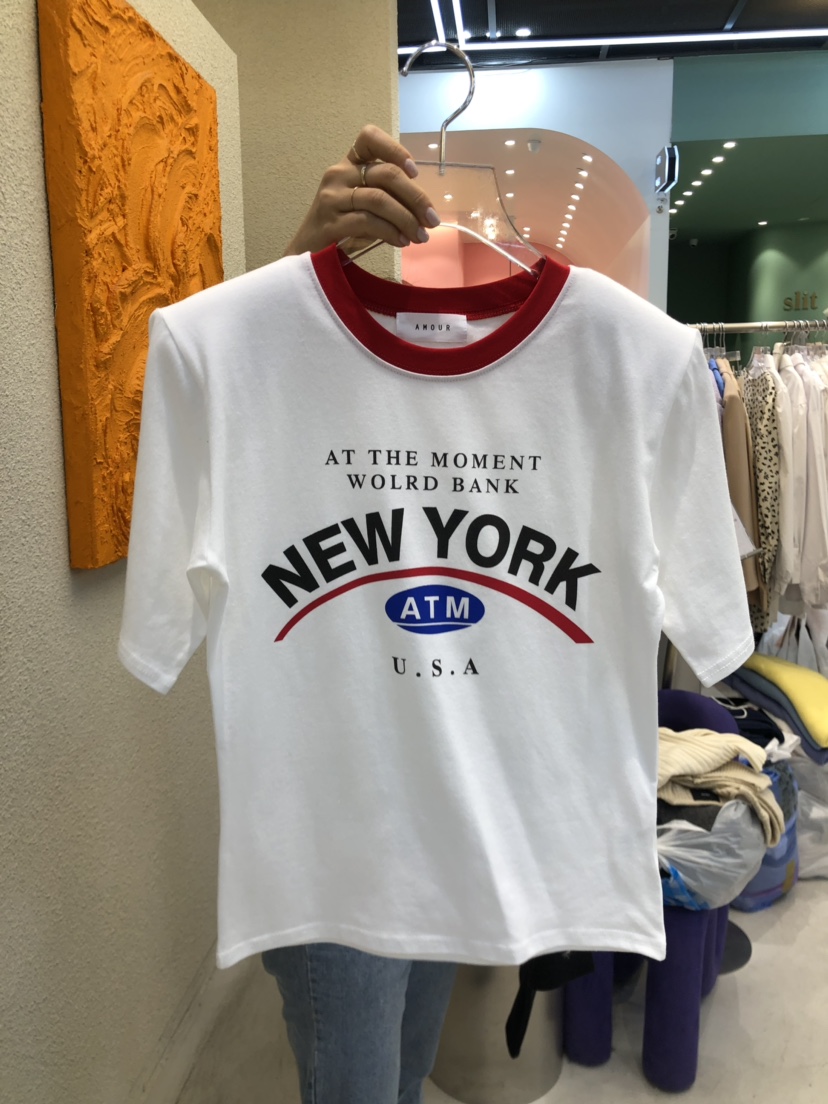 slit
AMOUR
AT THE MOMENT
WOLRD BANK
NEW YORK
ATM
U.S.A